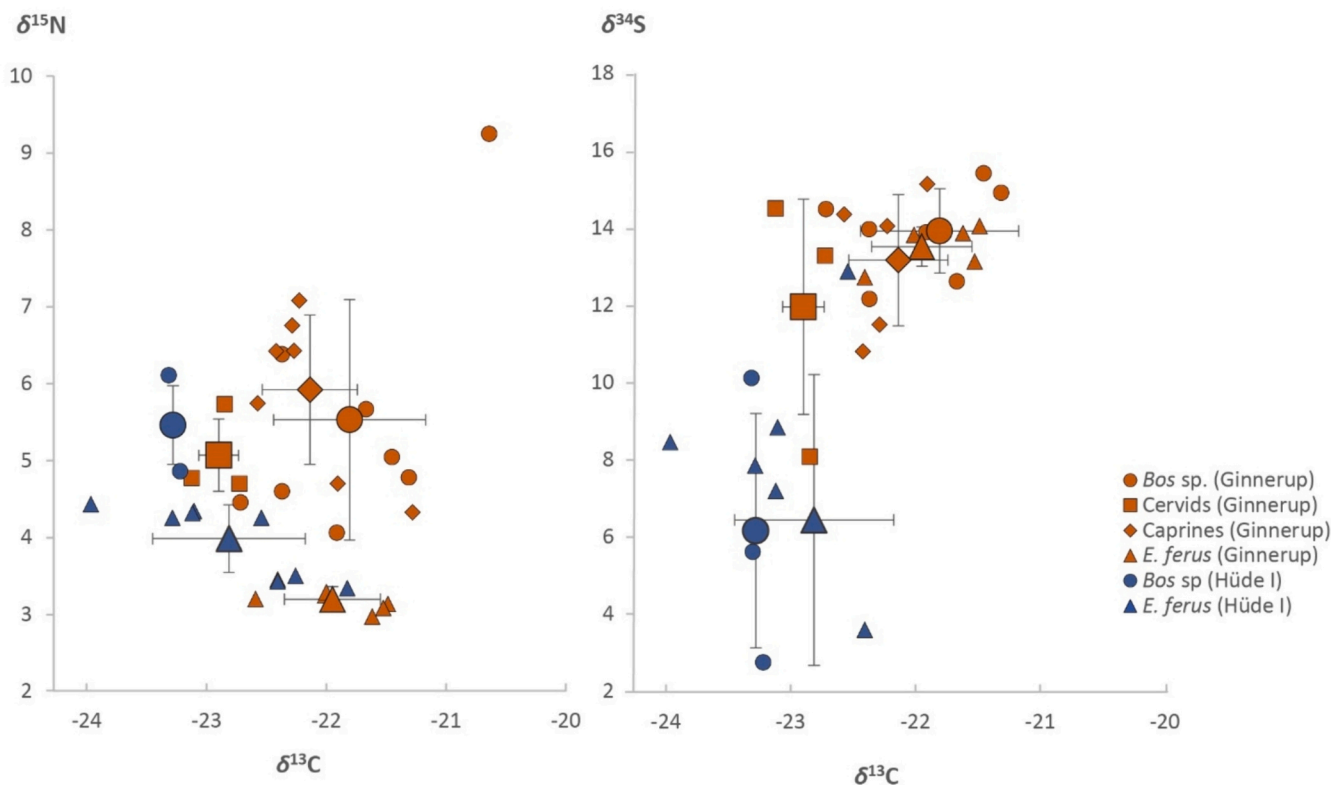 δ15N
10
9
8
7
6
5
4
3
2
-24 -23 -22 -21 -20
δ13C
δ34S
18
16
14
12
10
8
6
4
2
-24 -23 -22 -21 -20
δ13C
Bos sp. (Ginnerup)
Cervids (Ginnerup)
Caprines (Ginnerup)
E. ferus (Ginnerup)
Bos sp (Hüde I)
E. ferus (Hüde I)